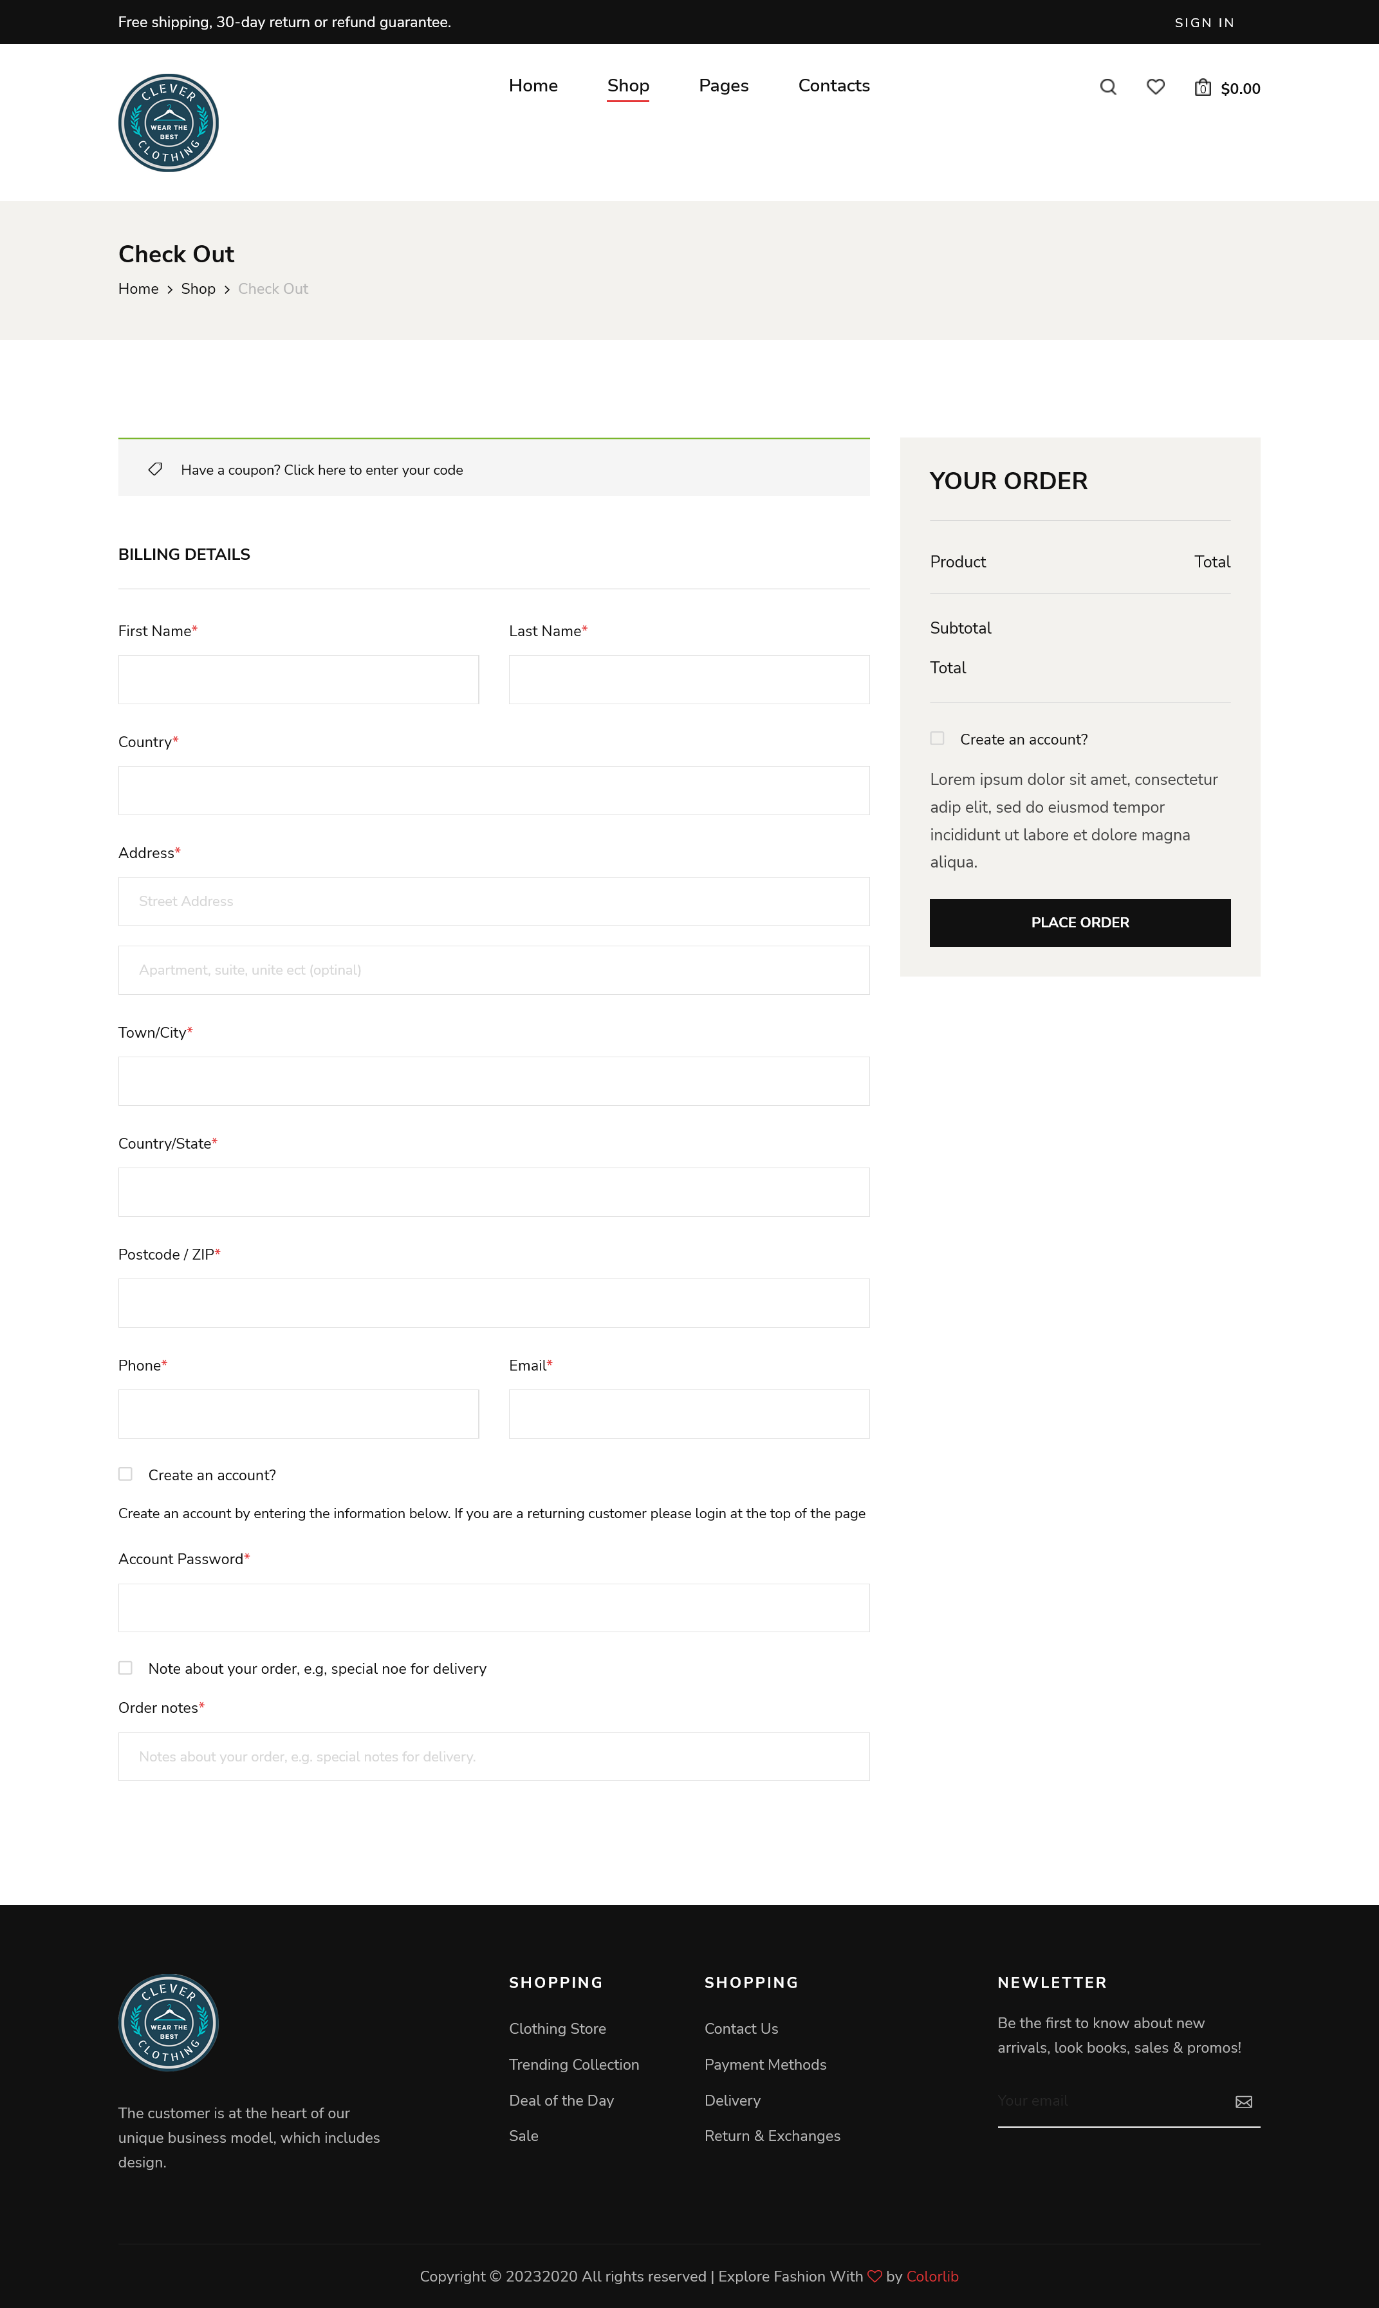 Free shipping, 30-day return or refund guarantee.
SIGN IN
CLEVER
WEAR THE
BEST
CLOTHING
Home
Shop
Pages
Contacts
0
$0.00
Check Out
Home > Shop > Check Out
Have a coupon? Click here to enter your code
BILLING DETAILS
First Name*
Last Name*
Country*
Address*
Street Address
Apartment, suite, unite ect (optinal)
Town/City*
Country/State*
Postcode / ZIP*
Phone*
Email*
Create an account?
Create an account by entering the information below. If you are a returning customer please login at the top of the page
Account Password*
Note about your order, e.g, special noe for delivery
Order notes*
Notes about your order, e.g. special notes for delivery.
YOUR ORDER
Product Total
Subtotal
Total
Create an account?
Lorem ipsum dolor sit amet, consectetur
adip elit, sed do eiusmod tempor
incididunt ut labore et dolore magna
aliqua.
PLACE ORDER
CLEVER
WEAR THE
BEST
CLOTHING
The customer is at the heart of our
unique business model, which includes
design.
SHOPPING
Clothing Store
Trending Collection
Deal of the Day
Sale
SHOPPING
Contact Us
Payment Methods
Delivery
Return & Exchanges
NEWLETTER
Be the first to know about new
arrivals, look books, sales & promos!
Your email
Copyright © 20232020 All rights reserved | Explore Fashion With ♡ by Colorlib